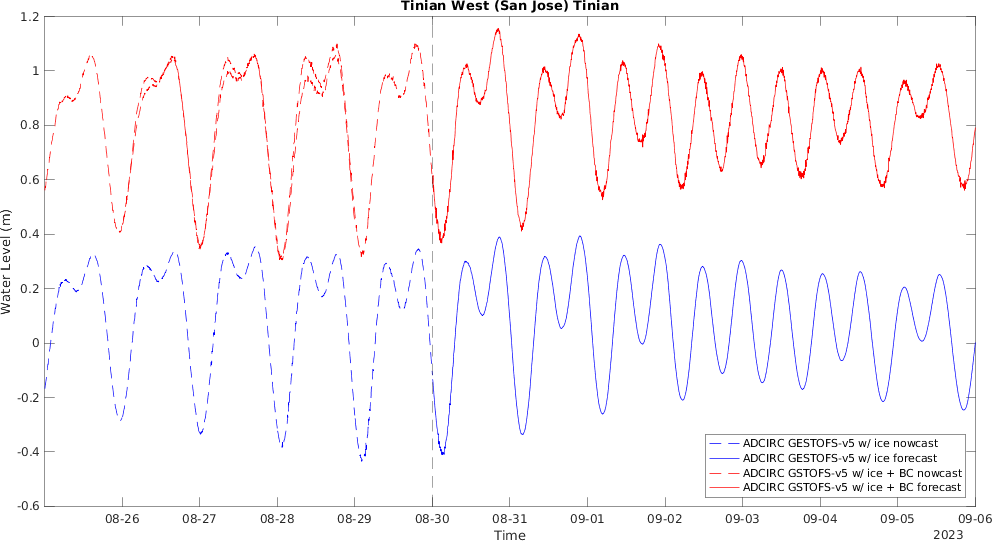 Tinian West (San Jose) Tinian
1.2
1
0.8
0.6
0.4
0.2
0
-0.2
-0.4
-0.6
Water Level (m)
ADCIRC GESTOFS-v5 w/ ice nowcast
ADCIRC GESTOFS-v5 w/ ice forecast
ADCIRC GSTOFS-v5 w/ ice + BC nowcast
ADCIRC GSTOFS-v5 w/ ice + BC forecast
08-26 08-27 08-28 08-29 08-30 08-31 09-01 09-02 09-03 09-04 09-05 09-06
Time
2023